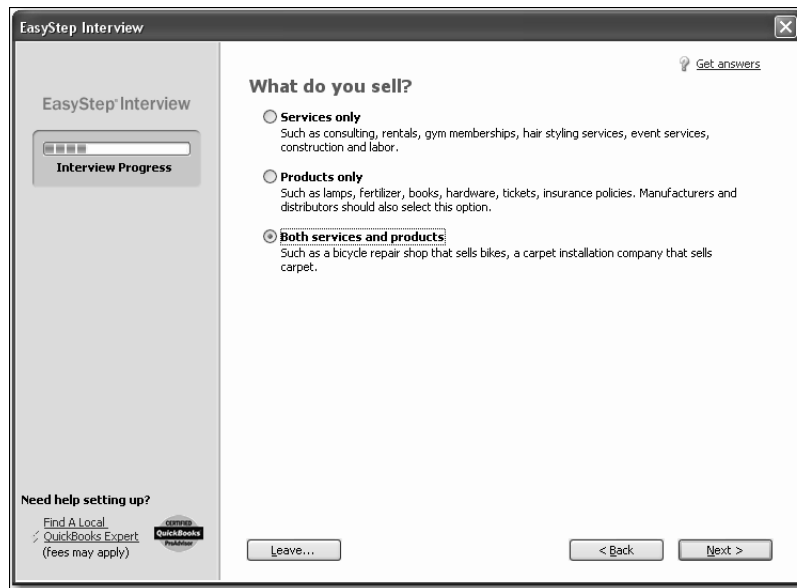 EasyStep Interview
Get answers
What do you sell?
EasyStep Interview
Interview Progress
Services only
Such as consulting, rentals, gym memberships, hair styling services, event services,
construction and labor.
Products only
Such as lamps, fertilizer, books, hardware, tickets, insurance policies. Manufacturers and
distributors should also select this option.
Both services and products
Such as a bicycle repair shop that sells bikes, a carpet installation company that sells
carpet.
Need help setting up?
Find A Local
QuickBooks Expert
(fees may apply)
CERTIFIED
QuickBooks
ProAdvisor
Leave...
< Back
Next >